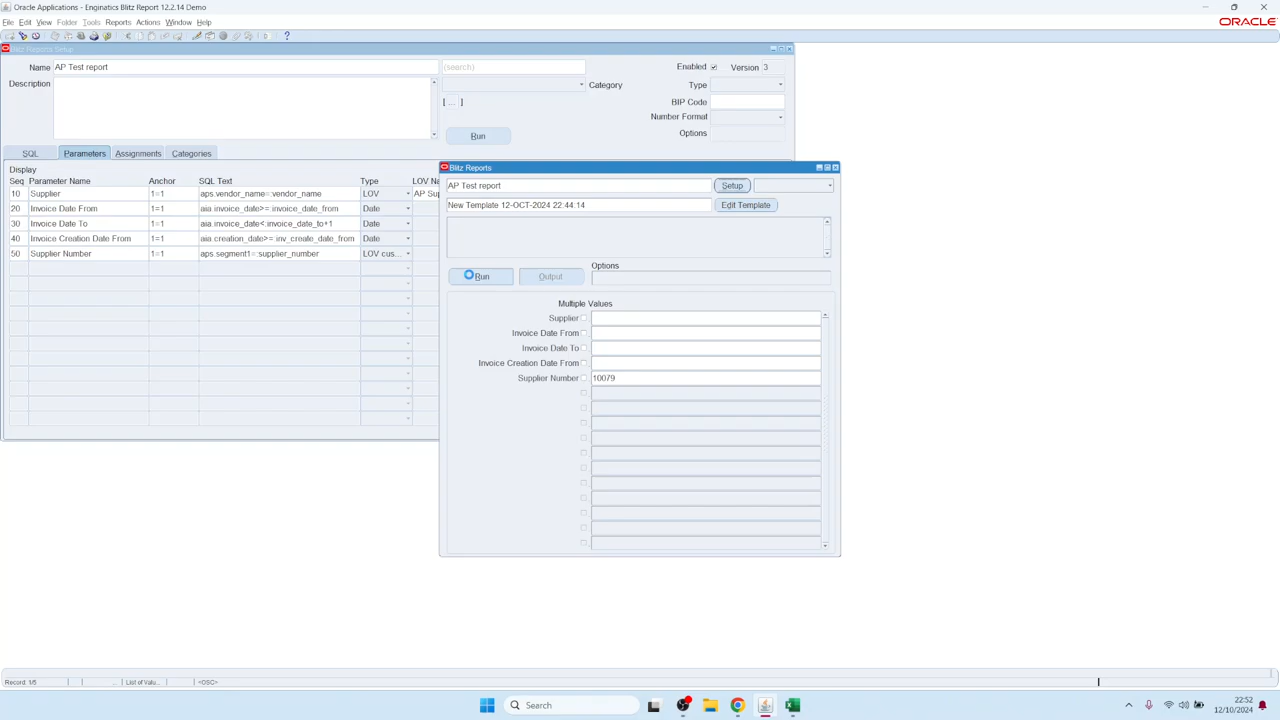 Oracle Applications - Enginatics Blitz Report 12.2.14 Demo
File Edit View Folder Tools Reports Actions Window Help
ORACLE
Blitz Reports Setup
Name AP Test report (search) Enabled Version 3
Description Category Type
[ ... ] BIP Code
Number Format
Run Options
SQL Parameters Assignments Categories
Display
Seq Parameter Name Anchor SQL Text Type LOV Na
10 Supplier 1=1 aps.vendor_name=:vendor_name LOV AP Sup
20 Invoice Date From 1=1 aia.invoice_date>=:invoice_date_from Date
30 Invoice Date To 1=1 aia.invoice_date<:invoice_date_to+1 Date
40 Invoice Creation Date From 1=1 aia.creation_date>=:inv_create_date_from Date
50 Supplier Number 1=1 aps.segment1=:supplier_number LOV cus...
Blitz Reports
AP Test report Setup
New Template 12-OCT-2024 22:44:14 Edit Template
Run Output Options
Multiple Values
Supplier
Invoice Date From
Invoice Date To
Invoice Creation Date From
Supplier Number 10079
Record: 1/5 ... List of Valu... <OSC>
Search
22:52
12/10/2024